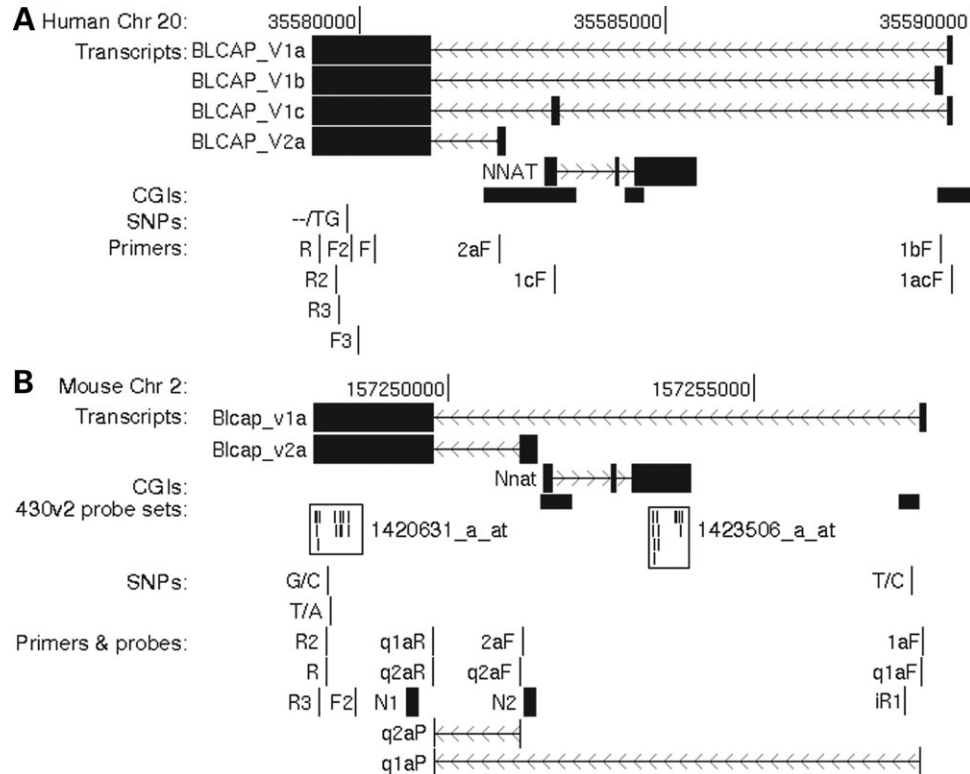 A Human Chr 20: 35580000 35585000 35590000
Transcripts: BLCAP_V1a
BLCAP_V1b
BLCAP_V1c
BLCAP_V2a
NNAT
CGIs:
SNPs: --/TG
Primers: R F2 F 2aF 1bF
R2 1cF 1acF
R3
F3
B Mouse Chr 2: 157250000 157255000
Transcripts: Blcap_v1a
Blcap_v2a
Nnat
CGIs:
430v2 probe sets: 1420631_a_at 1423506_a_at
SNPs: G/C T/C
T/A
Primers & probes: R2 q1aR 2aF 1aF
R q2aR q2aF q1aF
R3 F2 N1 N2 iR1
q2aP
q1aP